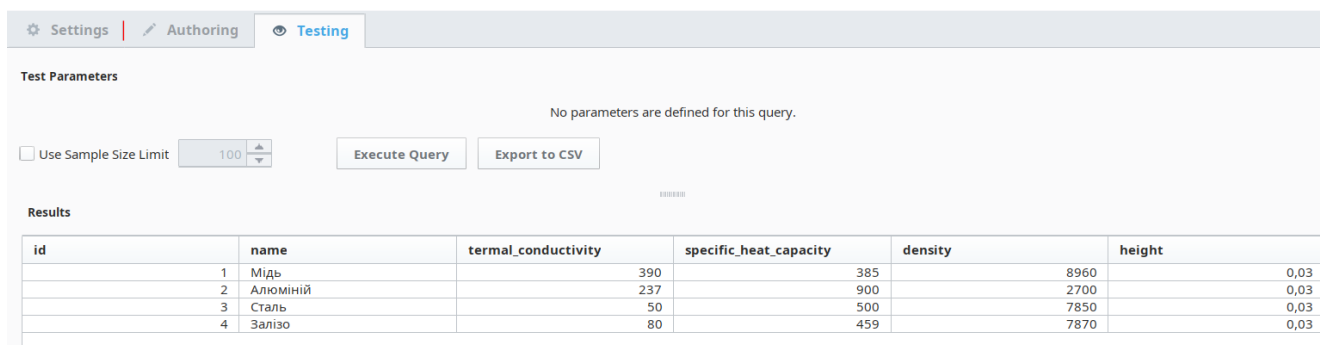 Settings Authoring Testing
Test Parameters
No parameters are defined for this query.
Use Sample Size Limit 100 Execute Query Export to CSV
Results
id name termal_conductivity specific_heat_capacity density height
1 Мідь 390 385 8960 0,03
2 Алюміній 237 900 2700 0,03
3 Сталь 50 500 7850 0,03
4 Залізо 80 459 7870 0,03